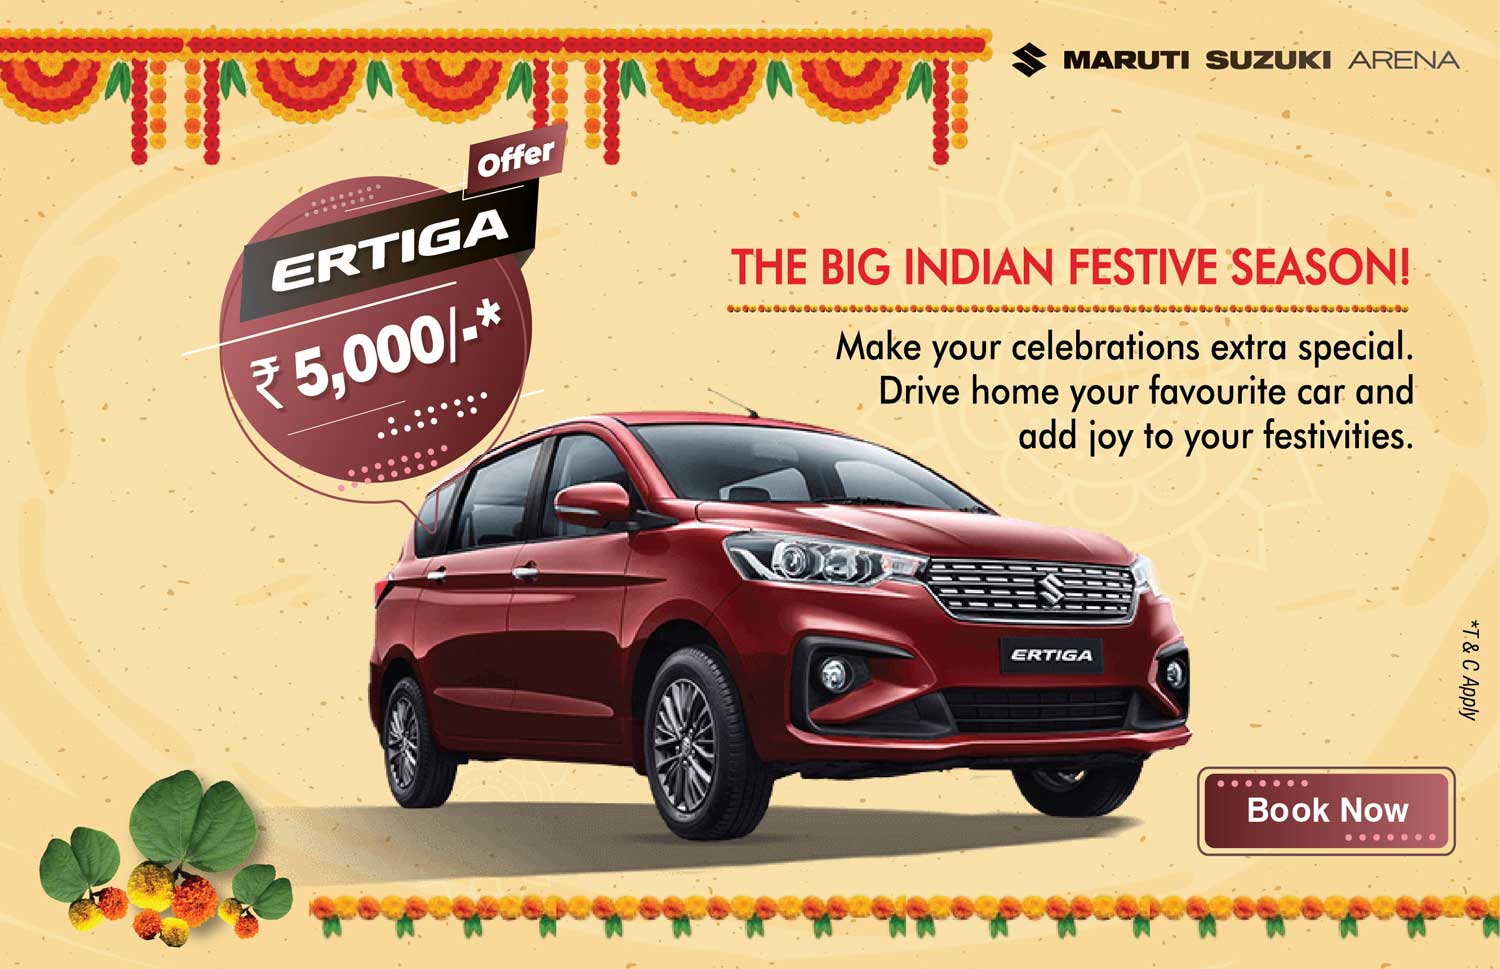 MARUTI SUZUKI ARENA
Offer
ERTIGA
₹ 5,000/-*
THE BIG INDIAN FESTIVE SEASON!
Make your celebrations extra special.
Drive home your favourite car and
add joy to your festivities.
ERTIGA
*T & C Apply
Book Now